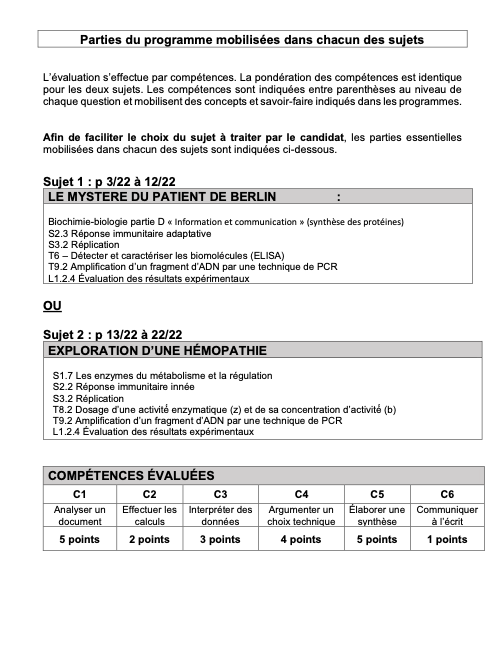 Parties du programme mobilisées dans chacun des sujets
L'évaluation s'effectue par compétences. La pondération des compétences est identique
pour les deux sujets. Les compétences sont indiquées entre parenthèses au niveau de
chaque question et mobilisent des concepts et savoir-faire indiqués dans les programmes.
Afin de faciliter le choix du sujet à traiter par le candidat, les parties essentielles
mobilisées dans chacun des sujets sont indiquées ci-dessous.
Sujet 1 : p 3/22 à 12/22
LE MYSTERE DU PATIENT DE BERLIN :
Biochimie-biologie partie D « Information et communication » (synthèse des protéines)
S2.3 Réponse immunitaire adaptative
S3.2 Réplication
T6 – Détecter et caractériser les biomolécules (ELISA)
T9.2 Amplification d'un fragment d'ADN par une technique de PCR
L1.2.4 Évaluation des résultats expérimentaux
OU
Sujet 2 : p 13/22 à 22/22
EXPLORATION D'UNE HÉMOPATHIE
S1.7 Les enzymes du métabolisme et la régulation
S2.2 Réponse immunitaire innée
S3.2 Réplication
T8.2 Dosage d'une activité enzymatique (z) et de sa concentration d'activité (b)
T9.2 Amplification d'un fragment d'ADN par une technique de PCR
L1.2.4 Évaluation des résultats expérimentaux
COMPÉTENCES ÉVALUÉES
C1 C2 C3 C4 C5 C6
Analyser un Effectuer les Interpréter des Argumenter un Élaborer une Communiquer
document calculs données choix technique synthèse à l'écrit
5 points 2 points 3 points 4 points 5 points 1 points